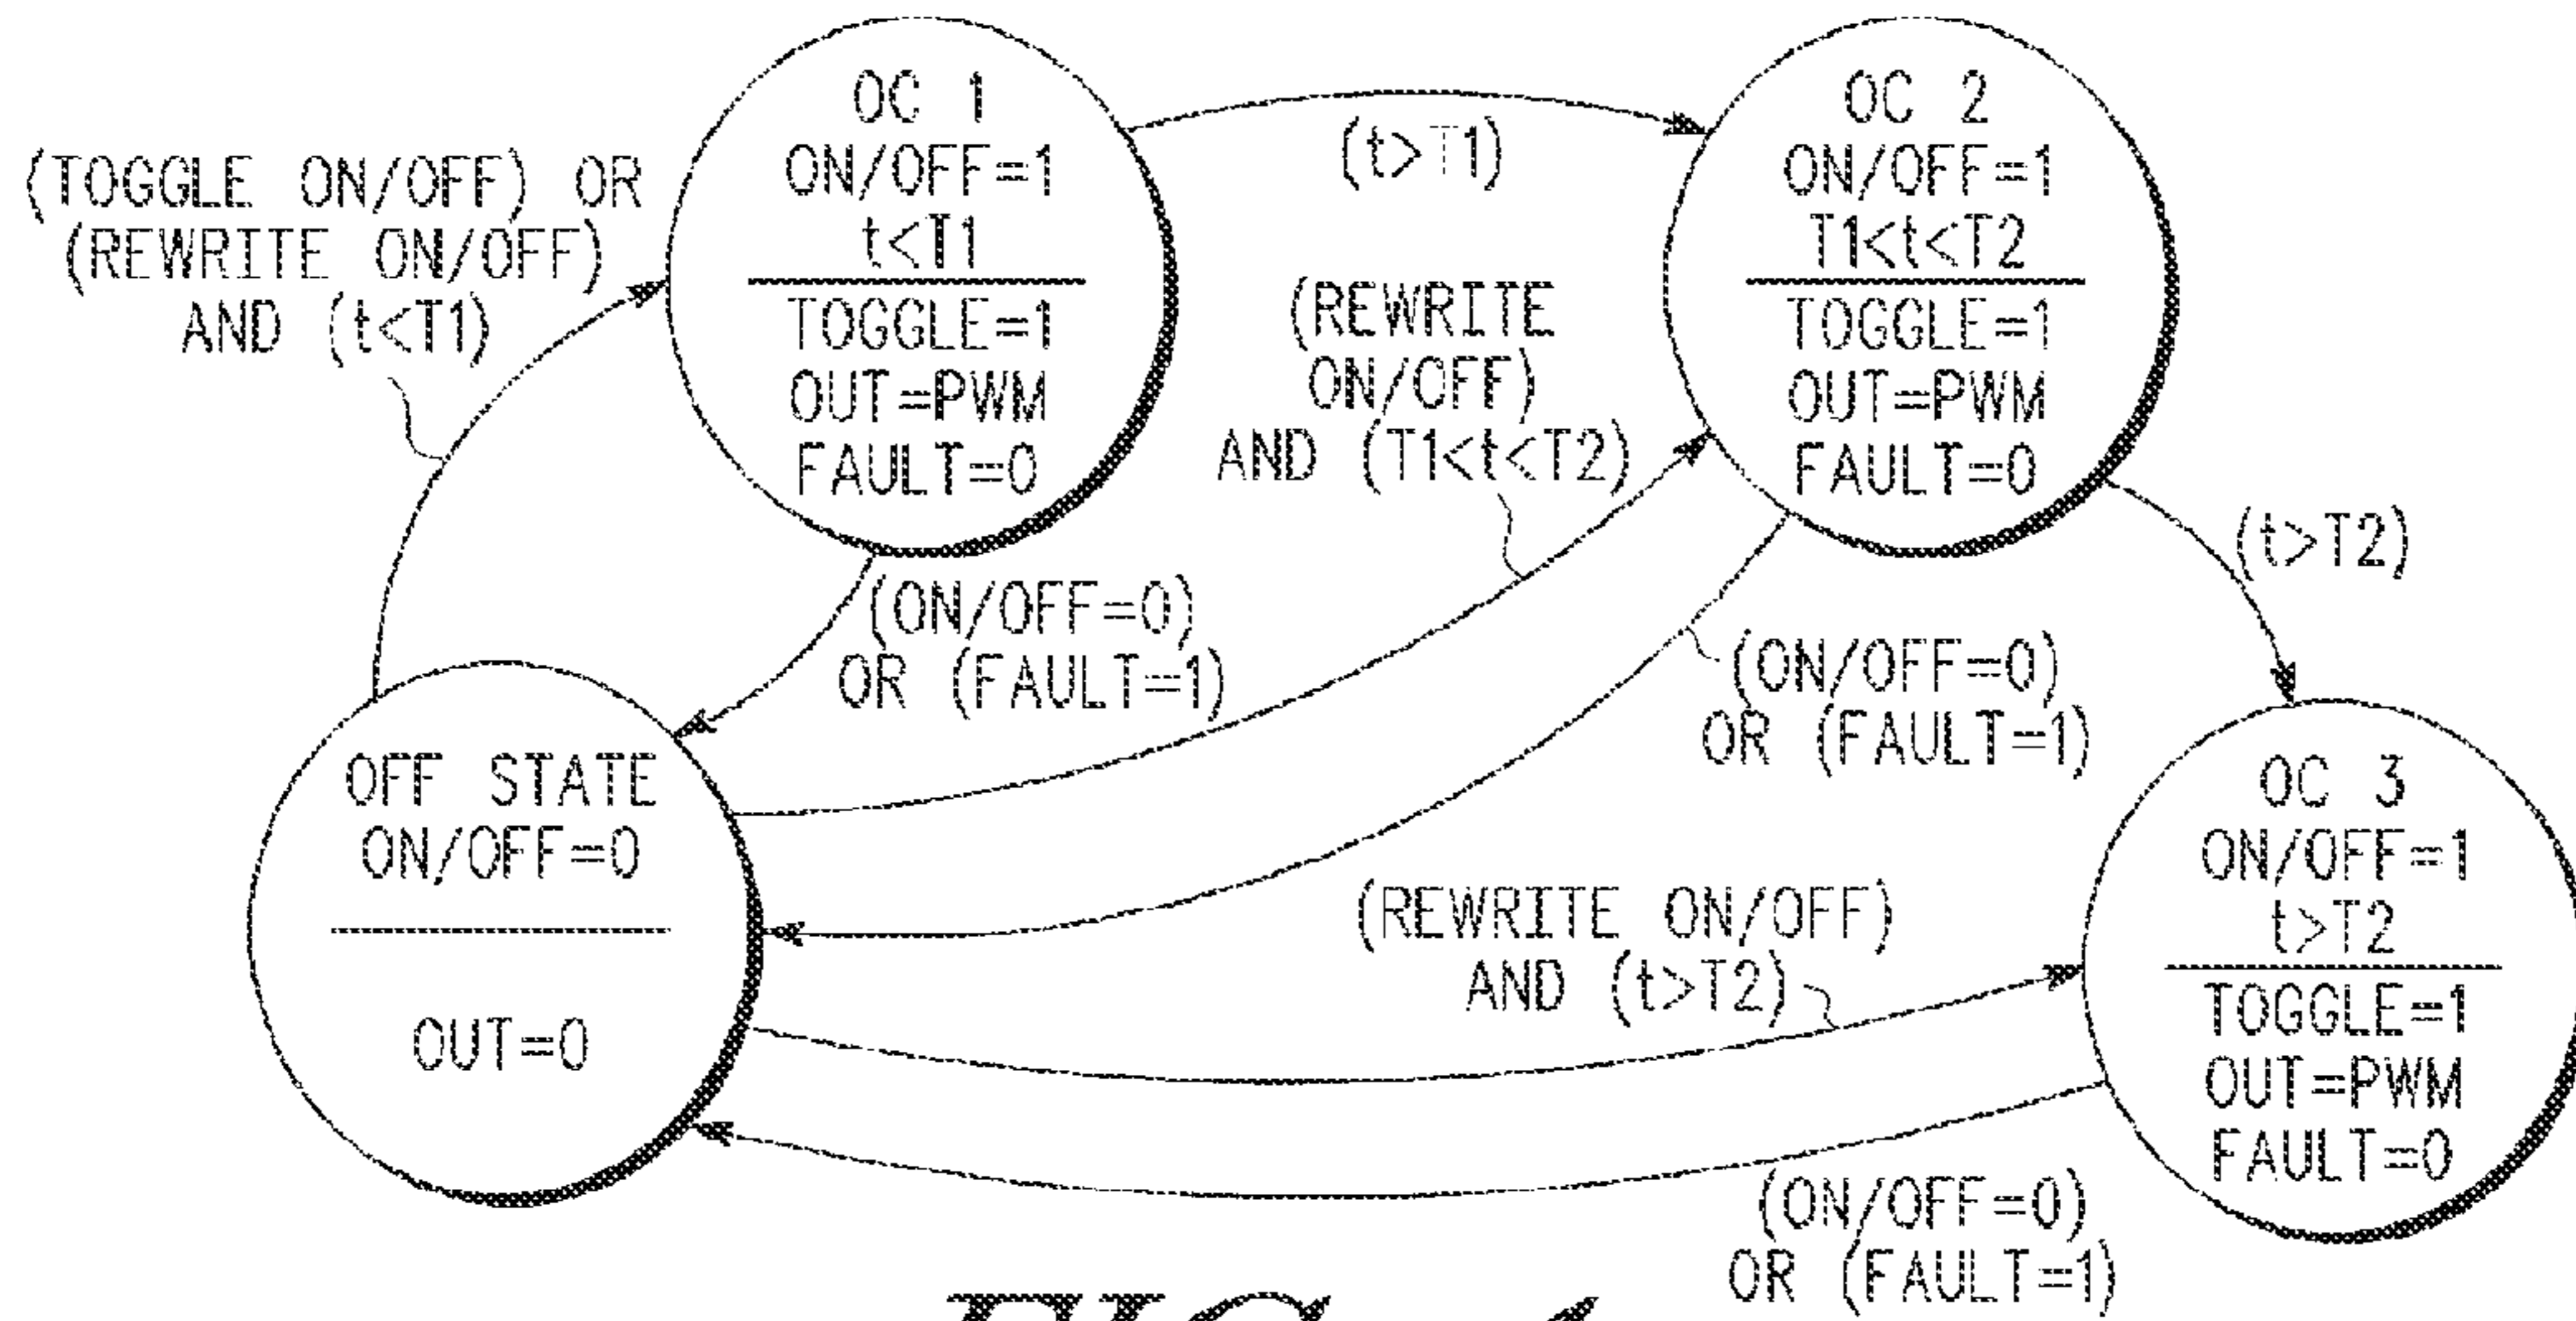 OC 1
ON/OFF=1
t<T1
TOGGLE=1
OUT=PWM
FAULT=0
(t>T1)
OC 2
ON/OFF=1
T1<t<T2
TOGGLE=1
OUT=PWM
FAULT=0
(TOGGLE ON/OFF) OR
(REWRITE ON/OFF)
AND (t<T1)
(REWRITE
ON/OFF)
AND (T1<t<T2)
(t>T2)
(ON/OFF=0)
OR (FAULT=1)
(ON/OFF=0)
OR (FAULT=1)
OFF STATE
ON/OFF=0
OUT=0
(REWRITE ON/OFF)
AND (t>T2)
OC 3
ON/OFF=1
t>T2
TOGGLE=1
OUT=PWM
FAULT=0
(ON/OFF=0)
OR (FAULT=1)